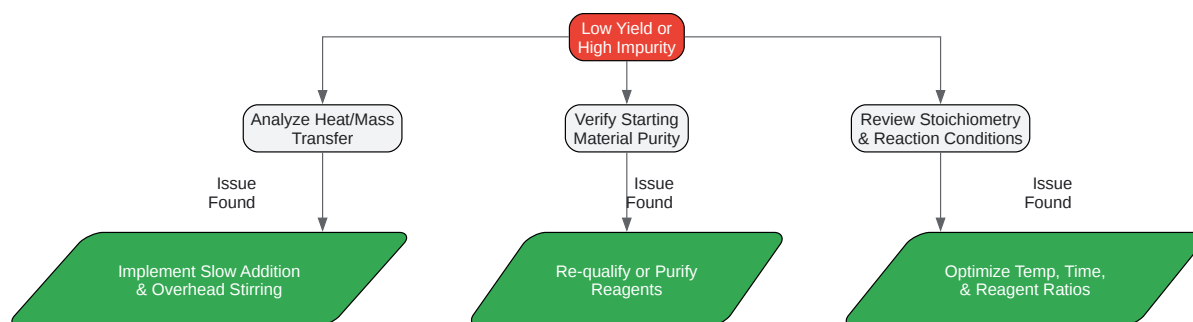 Low Yield or
High Impurity
Analyze Heat/Mass
Transfer
Verify Starting
Material Purity
Review Stoichiometry
& Reaction Conditions
Issue
Found
Issue
Found
Issue
Found
Implement Slow Addition
& Overhead Stirring
Re-qualify or Purify
Reagents
Optimize Temp, Time,
& Reagent Ratios